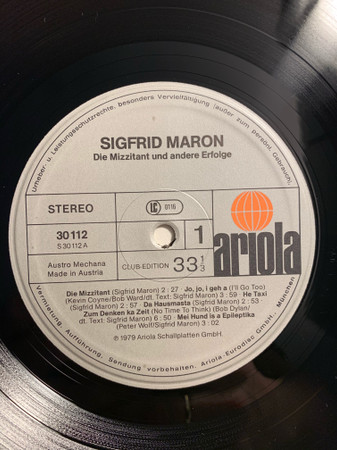 Urheber- u. Leistungsschutzrechte, besonders Vervielfältigung (außer zum persönl. Gebrauch),
SIGFRID MARON
Die Mizzitant und andere Erfolge
STEREO
LC 0116
30 112
S 30 112 A
1
ariola
Austro Mechana
Made in Austria
CLUB-EDITION
33 1/3
Die Mizzitant (Sigfrid Maron) 2 : 27 - Jo, jo, i geh a (I'll Go Too)
(Kevin Coyne/Bob Ward/dt. Text: Sigfrid Maron) 3 : 59 - He Taxi
(Sigfrid Maron) 2 : 57 - De Hausmasta (Sigfrid Maron) 2 : 53
Zum Denken ka Zeit (No Time To Think) (Bob Dylan/
dt. Text: Sigfrid Maron) 6 : 50 - Mei Hund is a Epileptika
(Peter Wolf/Sigfrid Maron) 3 : 02
℗ 1979 Ariola Schallplatten GmbH.
Vermietung, Aufführung, Sendung vorbehalten. Ariola Eurodisc GmbH., München